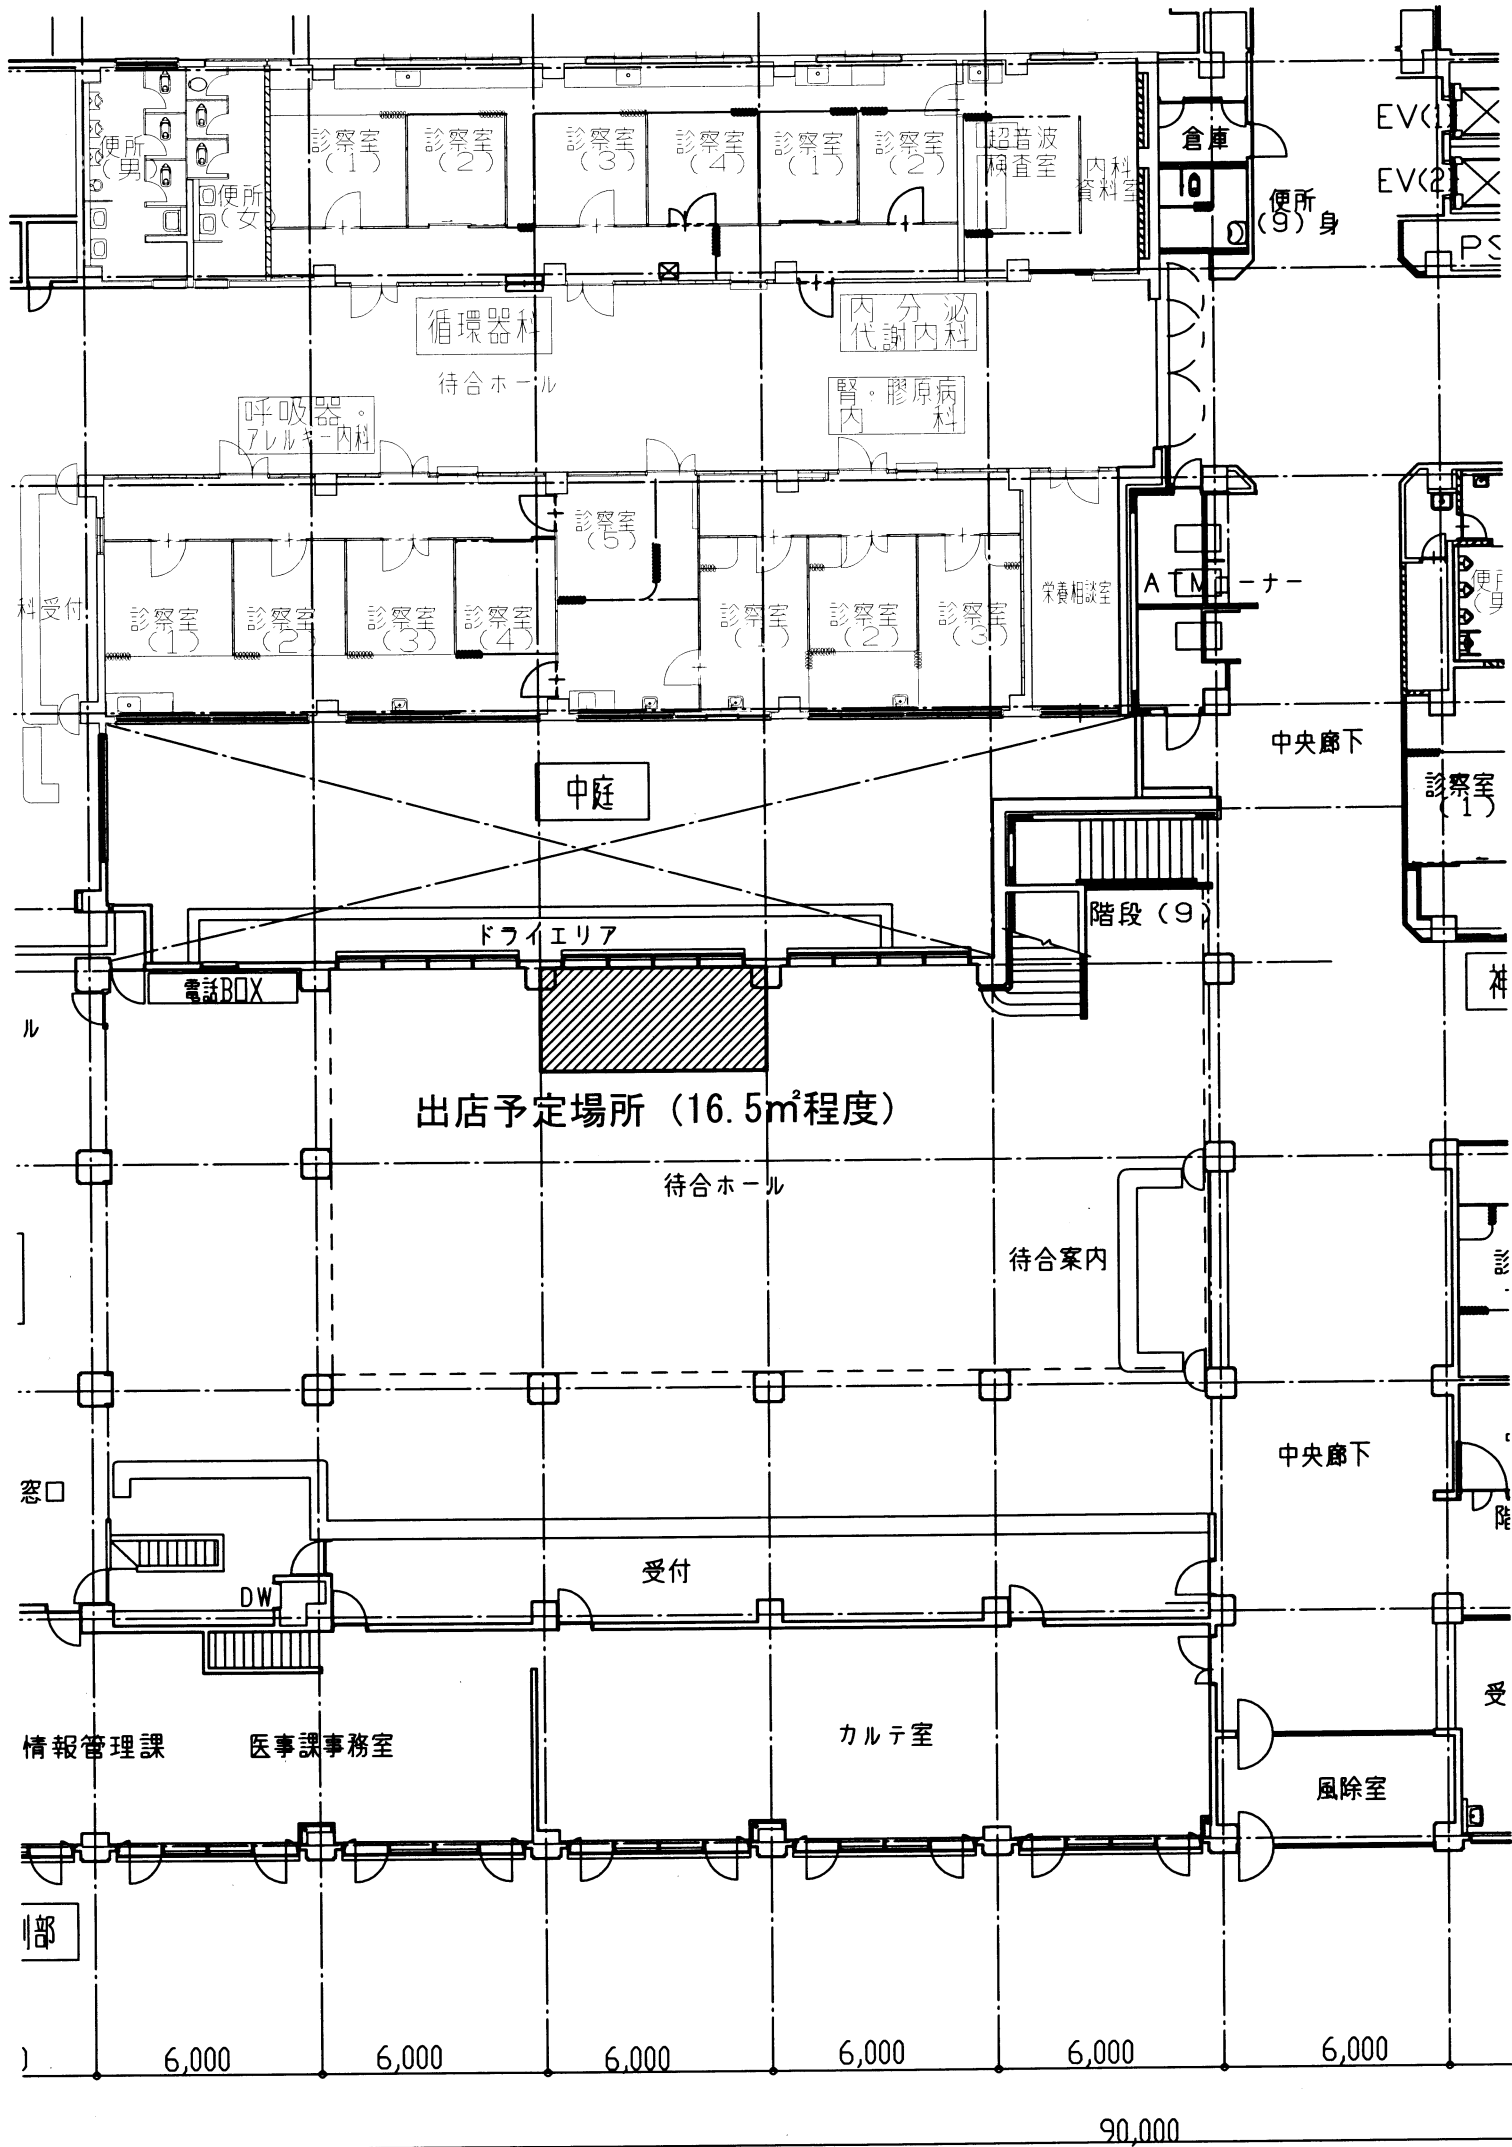 EV(1)
倉庫
便所
(男
便所
(女
診察室
(1)
診察室
(2)
診察室
(3)
診察室
(4)
診察室
(1)
診察室
(2)
超音波
検査室
内科
資料室
EV(2)
便所
(9)身
PS
循環器科
内分泌
代謝内科
待合ホール
腎・膠原病
内科
呼吸器・
アレルギー内科
診察室
(5)
科受付
診察室
(1)
診察室
(2)
診察室
(3)
診察室
(4)
診察室
(1)
診察室
(2)
診察室
(3)
栄養相談室
ATMコーナー
中央廊下
中庭
診察室
(1)
階段(9)
ドライエリア
電話BOX
神
ル
出店予定場所(16.5㎡程度)
待合ホール
待合案内
診
中央廊下
窓口
階
受付
DW
受
情報管理課
医事課事務室
カルテ室
風除室
部
6,000
6,000
6,000
6,000
6,000
6,000
90,000